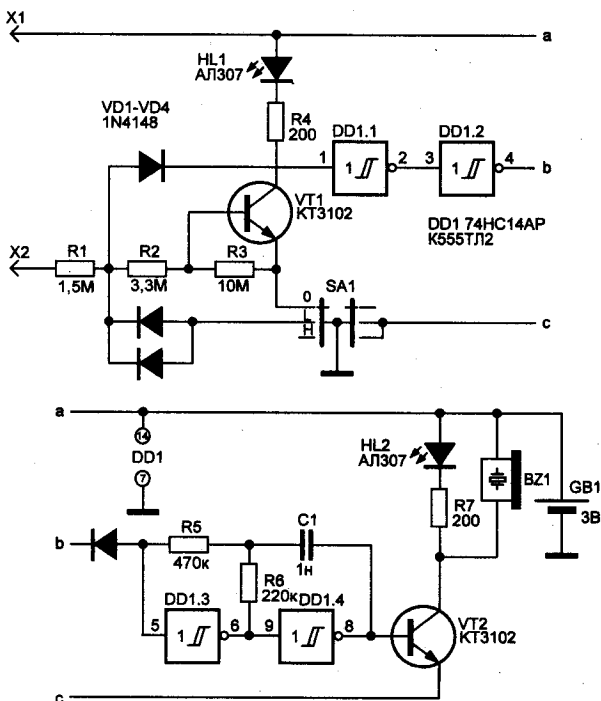 X1
a
HL1
АЛ307
VD1-VD4
1N4148
R4
200
DD1.1
DD1.2
1
1
2
3
1
4
b
VT1
КТ3102
DD1 74HC14AP
К555ТЛ2
X2
R1
R2
R3
1,5М
3,3М
10М
SA1
0
Н
c
a
14
DD1
7
HL2
АЛ307
BZ1
GB1
R7
200
3В
b
R5
C1
470к
1н
R6
220к
DD1.3
DD1.4
5
1
6
9
1
8
VT2
КТ3102
c